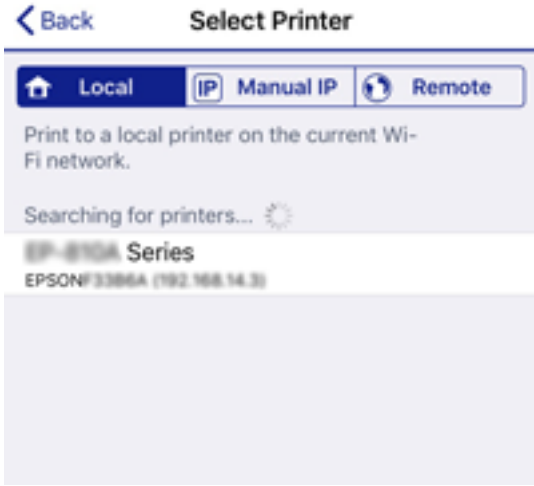 Back
Select Printer
Local
IP
Manual IP
Remote
Print to a local printer on the current Wi-
Fi network.
Searching for printers...
Series
EPSON